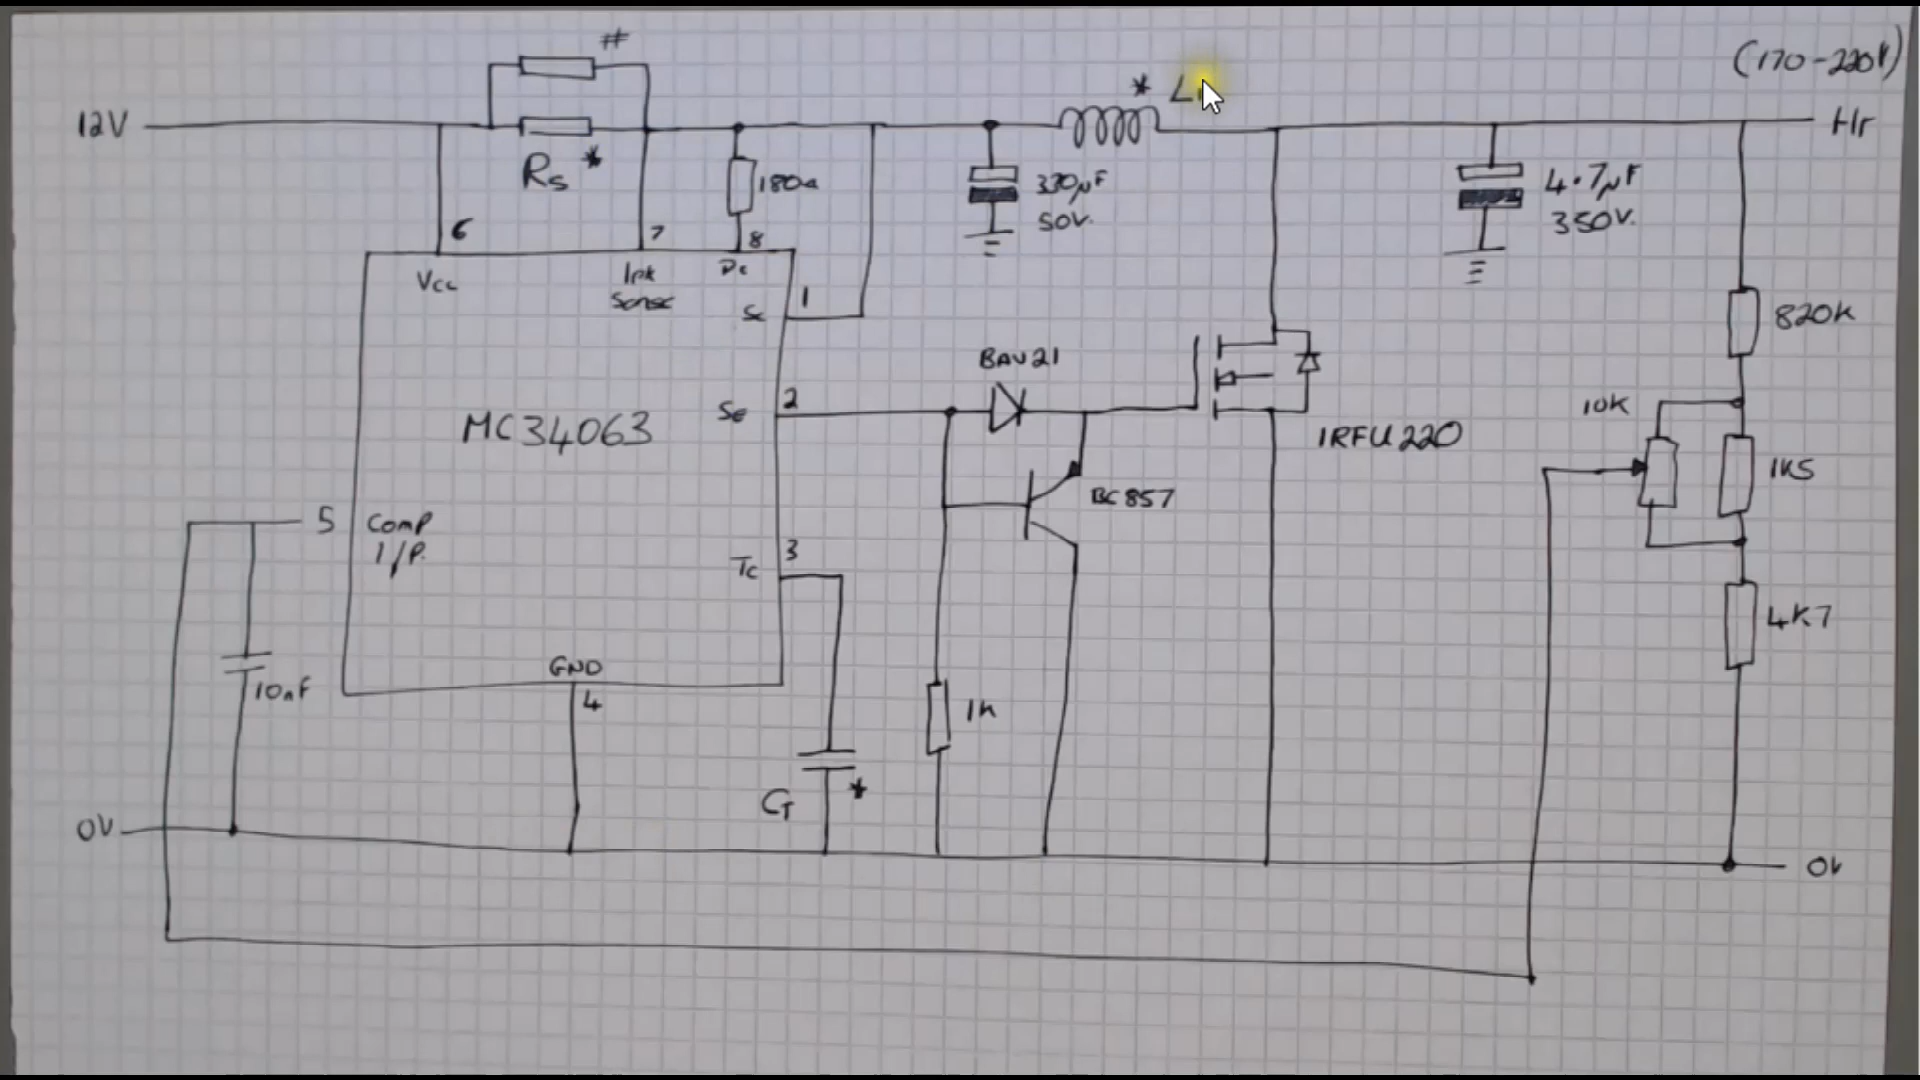 #
(170-220V)
12V
* L
Ht
Rs *
180Ω
330µF
50V.
4.7µF
350V.
6
7
8
Vcc
Ipk
Sense
Dc
1
Sc
820K
BAV21
2
Se
10K
MC34063
IRFU220
1K5
BC857
5
Comp
I/P.
3
Tc
4K7
GND
4
10nF
1K
CT *
0V
0V